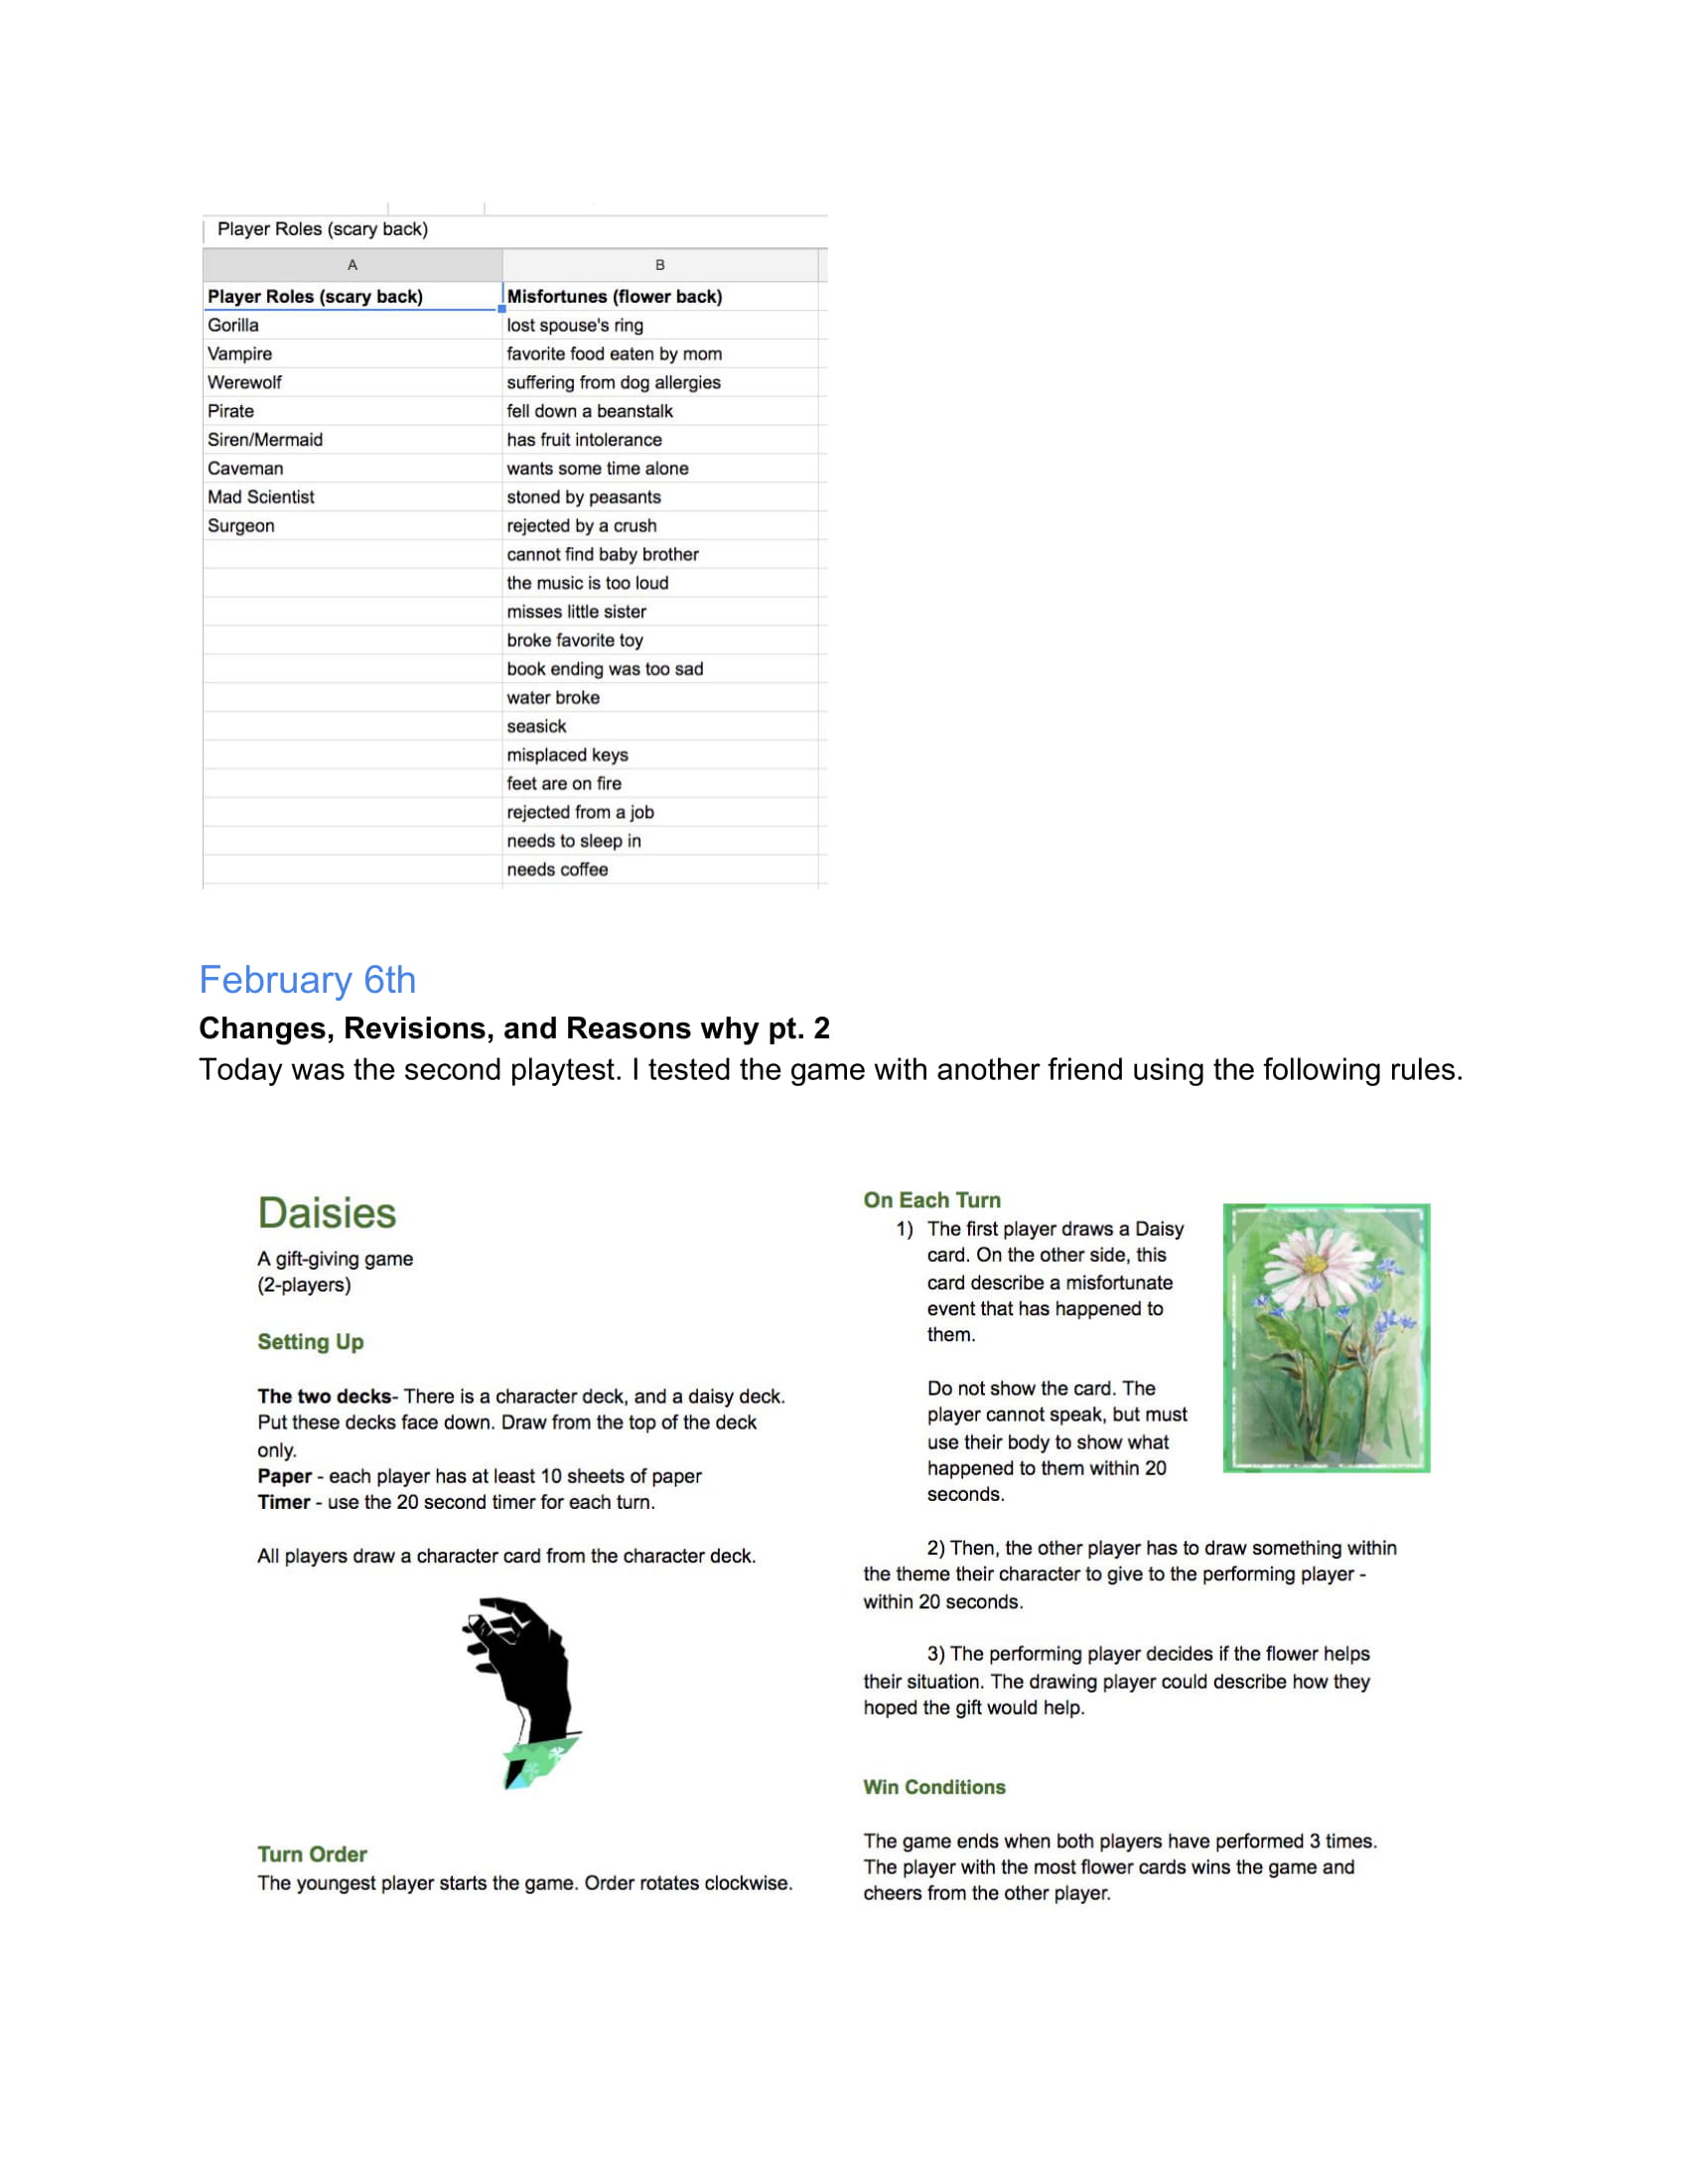 Player Roles (scary back)
A B
Player Roles (scary back) Misfortunes (flower back)
Gorilla lost spouse's ring
Vampire favorite food eaten by mom
Werewolf suffering from dog allergies
Pirate fell down a beanstalk
Siren/Mermaid has fruit intolerance
Caveman wants some time alone
Mad Scientist stoned by peasants
Surgeon rejected by a crush
cannot find baby brother
the music is too loud
misses little sister
broke favorite toy
book ending was too sad
water broke
seasick
misplaced keys
feet are on fire
rejected from a job
needs to sleep in
needs coffee
February 6th
Changes, Revisions, and Reasons why pt. 2
Today was the second playtest. I tested the game with another friend using the following rules.
Daisies
A gift-giving game
(2-players)
Setting Up
The two decks- There is a character deck, and a daisy deck.
Put these decks face down. Draw from the top of the deck
only.
Paper - each player has at least 10 sheets of paper
Timer - use the 20 second timer for each turn.
All players draw a character card from the character deck.
Turn Order
The youngest player starts the game. Order rotates clockwise.
On Each Turn
1) The first player draws a Daisy
card. On the other side, this
card describe a misfortunate
event that has happened to
them.
Do not show the card. The
player cannot speak, but must
use their body to show what
happened to them within 20
seconds.
2) Then, the other player has to draw something within
the theme their character to give to the performing player -
within 20 seconds.
3) The performing player decides if the flower helps
their situation. The drawing player could describe how they
hoped the gift would help.
Win Conditions
The game ends when both players have performed 3 times.
The player with the most flower cards wins the game and
cheers from the other player.